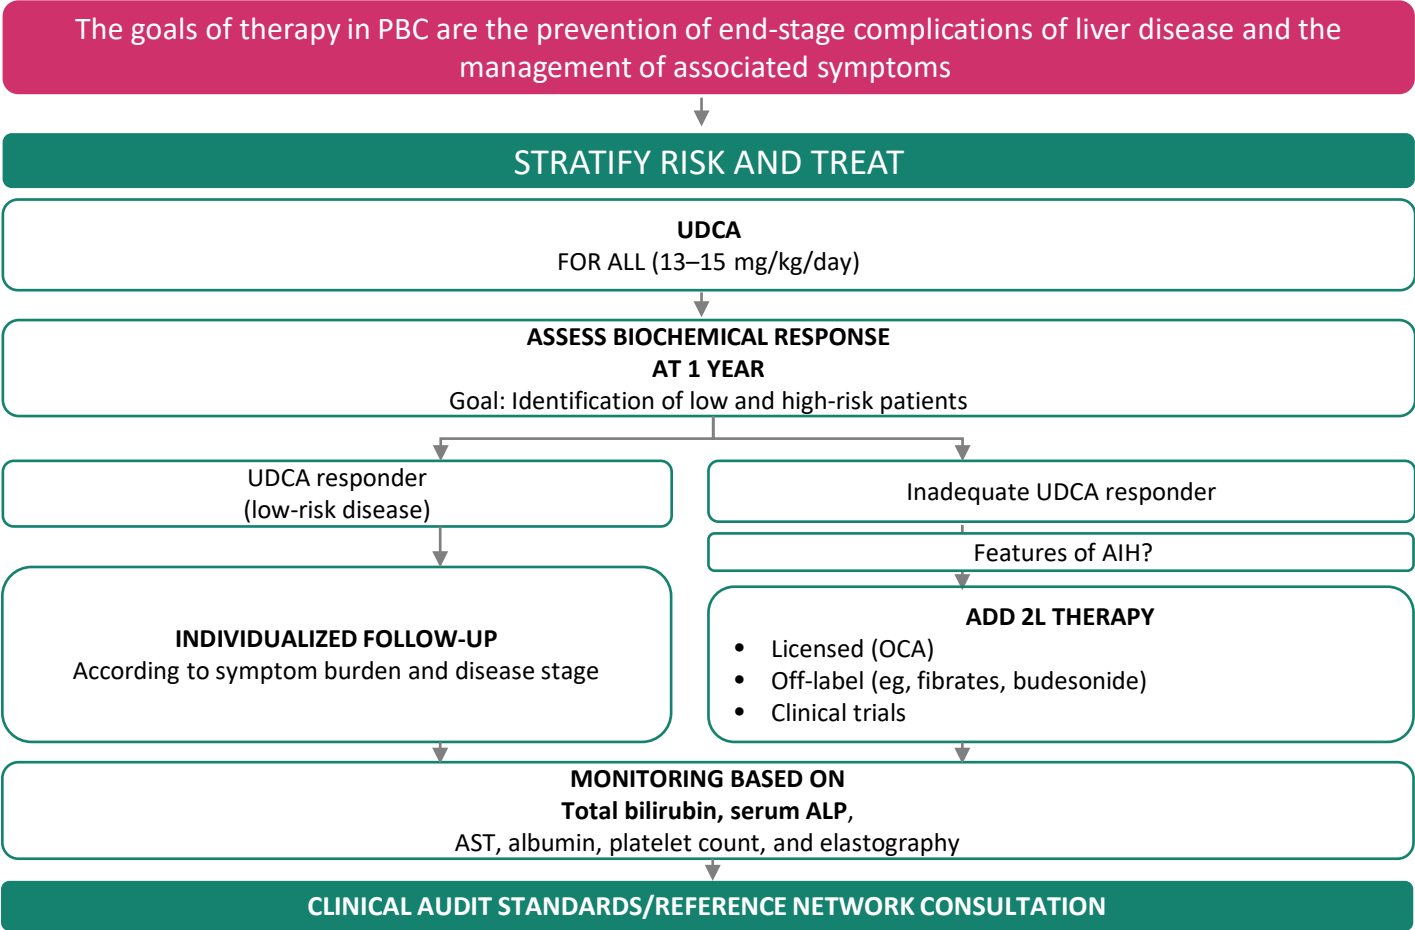 The goals of therapy in PBC are the prevention of end-stage complications of liver disease and the
management of associated symptoms
STRATIFY RISK AND TREAT
UDCA
FOR ALL (13–15 mg/kg/day)
ASSESS BIOCHEMICAL RESPONSE
AT 1 YEAR
Goal: Identification of low and high-risk patients
UDCA responder
(low-risk disease)
Inadequate UDCA responder
Features of AIH?
INDIVIDUALIZED FOLLOW-UP
According to symptom burden and disease stage
ADD 2L THERAPY
• Licensed (OCA)
• Off-label (eg, fibrates, budesonide)
• Clinical trials
MONITORING BASED ON
Total bilirubin, serum ALP,
AST, albumin, platelet count, and elastography
CLINICAL AUDIT STANDARDS/REFERENCE NETWORK CONSULTATION